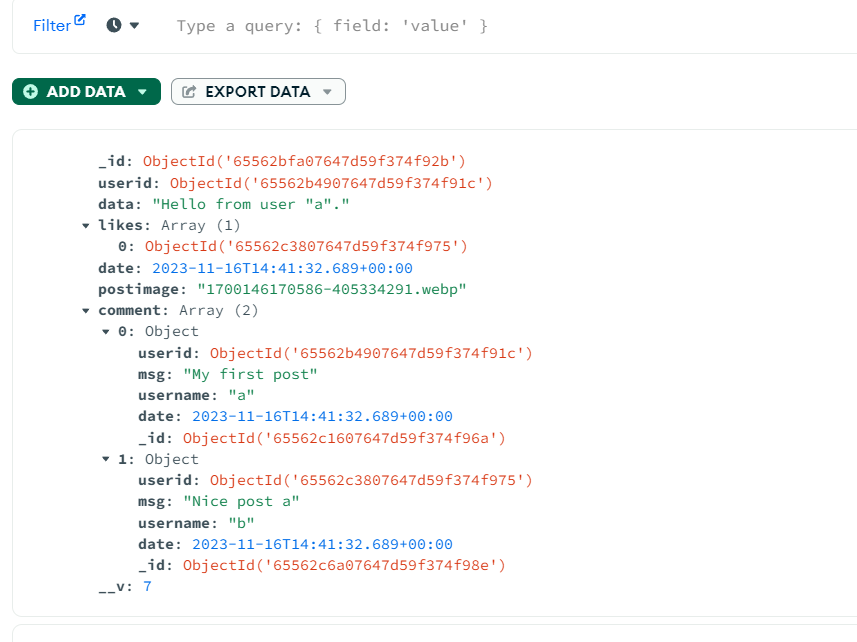 Filter
Type a query: { field: 'value' }
ADD DATA
EXPORT DATA
_id: ObjectId('65562bfa07647d59f374f92b')
userid: ObjectId('65562b4907647d59f374f91c')
data: "Hello from user "a"."
likes: Array (1)
0: ObjectId('65562c3807647d59f374f975')
date: 2023-11-16T14:41:32.689+00:00
postimage: "1700146170586-405334291.webp"
comment: Array (2)
0: Object
userid: ObjectId('65562b4907647d59f374f91c')
msg: "My first post"
username: "a"
date: 2023-11-16T14:41:32.689+00:00
_id: ObjectId('65562c1607647d59f374f96a')
1: Object
userid: ObjectId('65562c3807647d59f374f975')
msg: "Nice post a"
username: "b"
date: 2023-11-16T14:41:32.689+00:00
_id: ObjectId('65562c6a07647d59f374f98e')
__v: 7